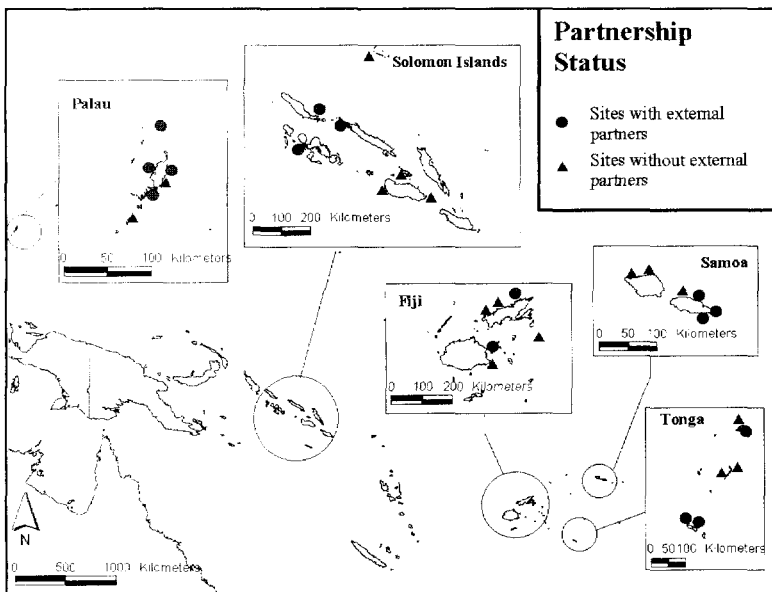 Partnership
Status
Sites with external
partners
Sites without external
partners
Palau
0 50 100 Kilometers
Solomon Islands
0 100 200 Kilometers
Fiji
0 100 200 Kilometers
Samoa
0 50 100 Kilometers
Tonga
0 50 100 Kilometers
N
0 500 1000 Kilometers